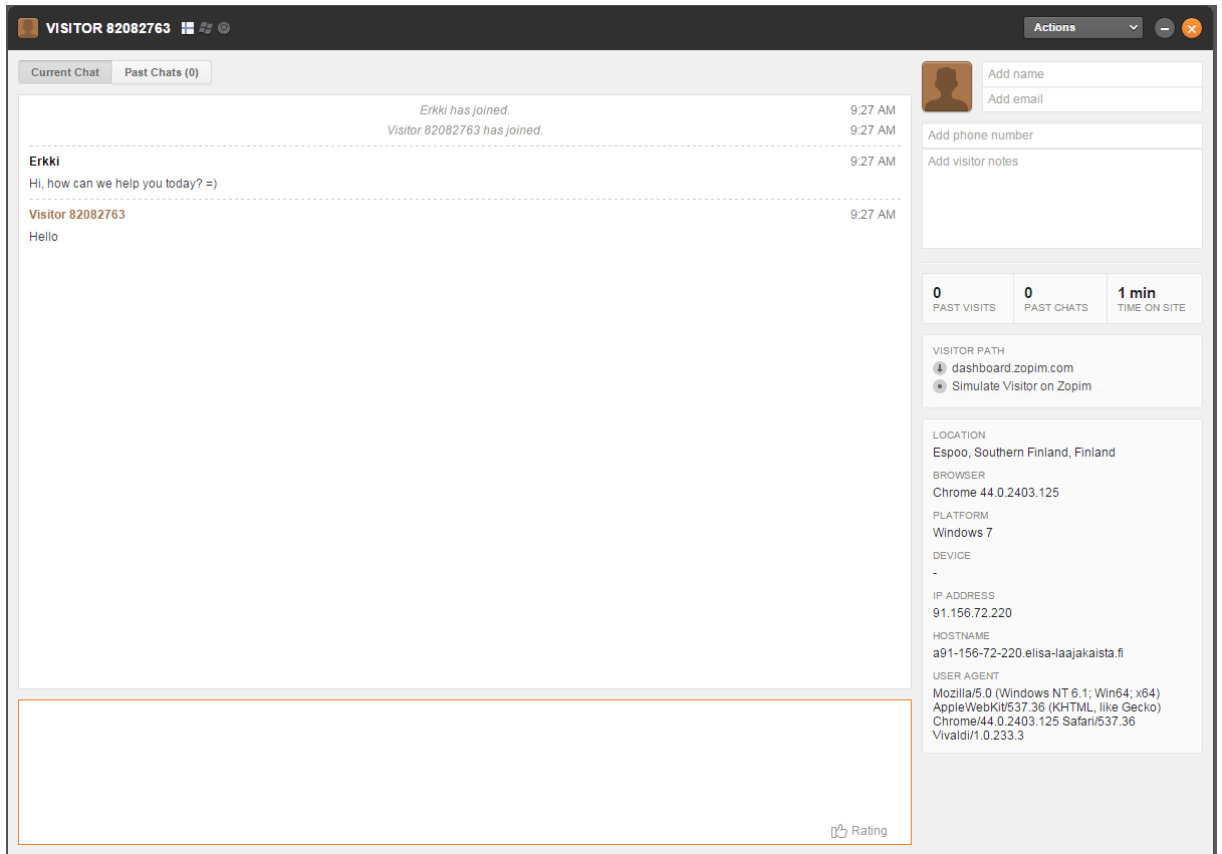 VISITOR 82082763
Actions
Current Chat
Past Chats (0)
Erkki has joined. 9:27 AM
Visitor 82082763 has joined. 9:27 AM
Erkki 9:27 AM
Hi, how can we help you today? =)
Visitor 82082763 9:27 AM
Hello
Rating
Add name
Add email
Add phone number
Add visitor notes
0
PAST VISITS
0
PAST CHATS
1 min
TIME ON SITE
VISITOR PATH
dashboard.zopim.com
Simulate Visitor on Zopim
LOCATION
Espoo, Southern Finland, Finland
BROWSER
Chrome 44.0.2403.125
PLATFORM
Windows 7
DEVICE
-
IP ADDRESS
91.156.72.220
HOSTNAME
a91-156-72-220.elisa-laajakaista.fi
USER AGENT
Mozilla/5.0 (Windows NT 6.1; Win64; x64)
AppleWebKit/537.36 (KHTML, like Gecko)
Chrome/44.0.2403.125 Safari/537.36
Vivaldi/1.0.233.3